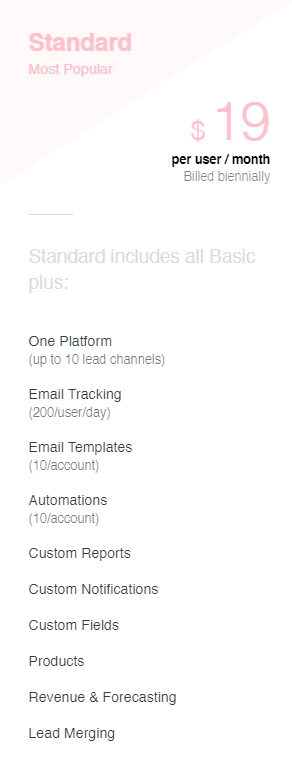 Standard
Most Popular
$ 19
per user / month
Billed biennially
Standard includes all Basic
plus:
One Platform
(up to 10 lead channels)
Email Tracking
(200/user/day)
Email Templates
(10/account)
Automations
(10/account)
Custom Reports
Custom Notifications
Custom Fields
Products
Revenue & Forecasting
Lead Merging